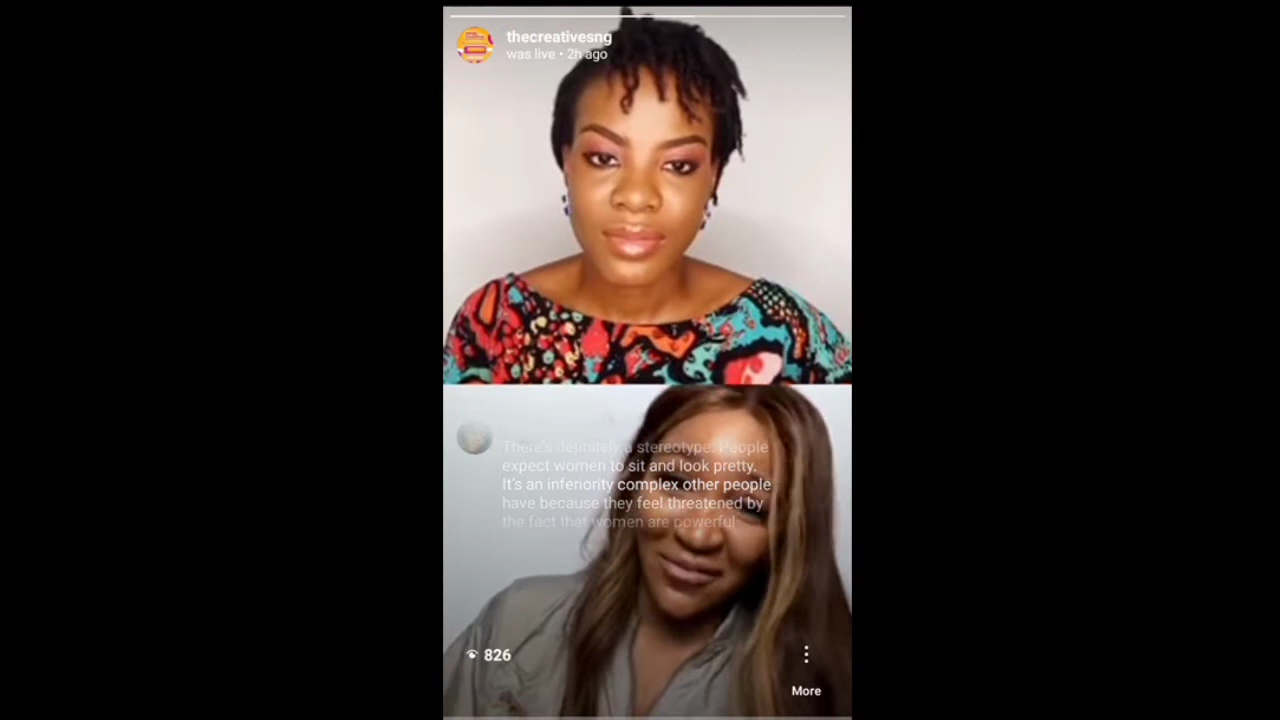 thecreativesng
was live • 2h ago
There's definitely a stereotype. People
expect women to sit and look pretty.
It's an inferiority complex other people
have because they feel threatened by
the fact that women are powerful
826
More